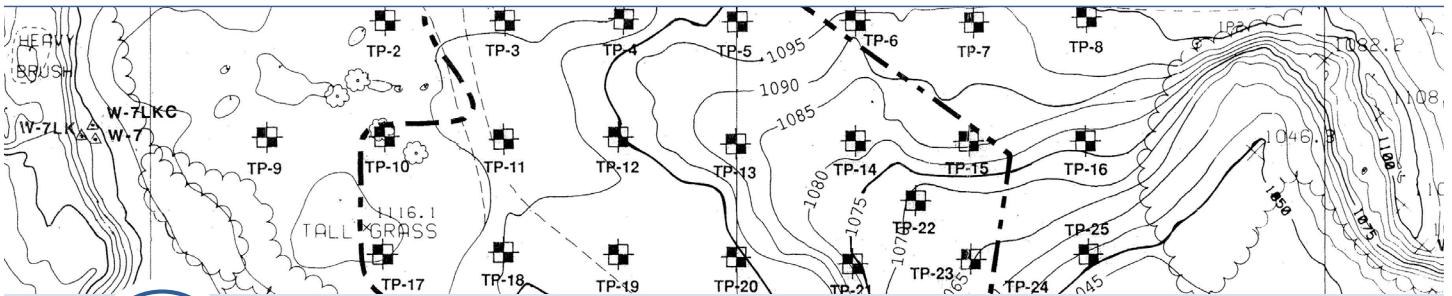 182
HEAVY
BRUSH
TP-2
TP-3
TP-4
TP-5
TP-6
TP-7
TP-8
1095
1082.2
1090
1085
1108
W-7LKC
W-7LK
W-7
TP-9
TP-10
TP-11
TP-12
TP-13
TP-14
TP-15
TP-16
1046.3
1100
1080
1075
1050
1116.1
TALL GRASS
TP-22
TP-25
1075
1070
TP-17
TP-18
TP-19
TP-20
TP-21
TP-23
1065
TP-24
1045